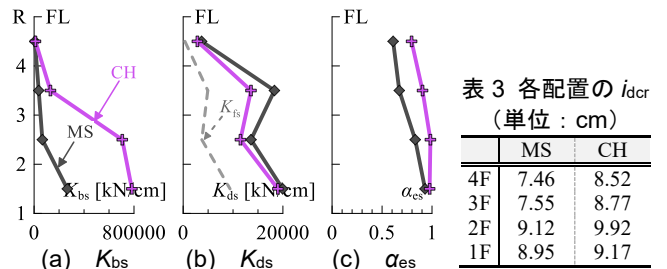 R FL
4
3
2
1
CH
MS
K_bs [kN/cm]
0 800000
(a) K_bs
FL
K_fs
K_ds [kN/cm]
0 20000
(b) K_ds
FL
α_es
0 0.5 1
(c) α_es
表 3 各配置の i_dcr
（単位：cm）
MS CH
4F 7.46 8.52
3F 7.55 8.77
2F 9.12 9.92
1F 8.95 9.17